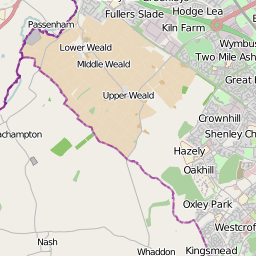 Fullers Slade
Hodge Lea
Passenham
Kiln Farm
Lower Weald
Wymbus
Middle Weald
Two Mile Ash
Great
Upper Weald
Crownhill
achampton
Shenley Ch
Hazely
Oakhill
Oxley Park
Nash
Westcrof
Whaddon
Kingsmead